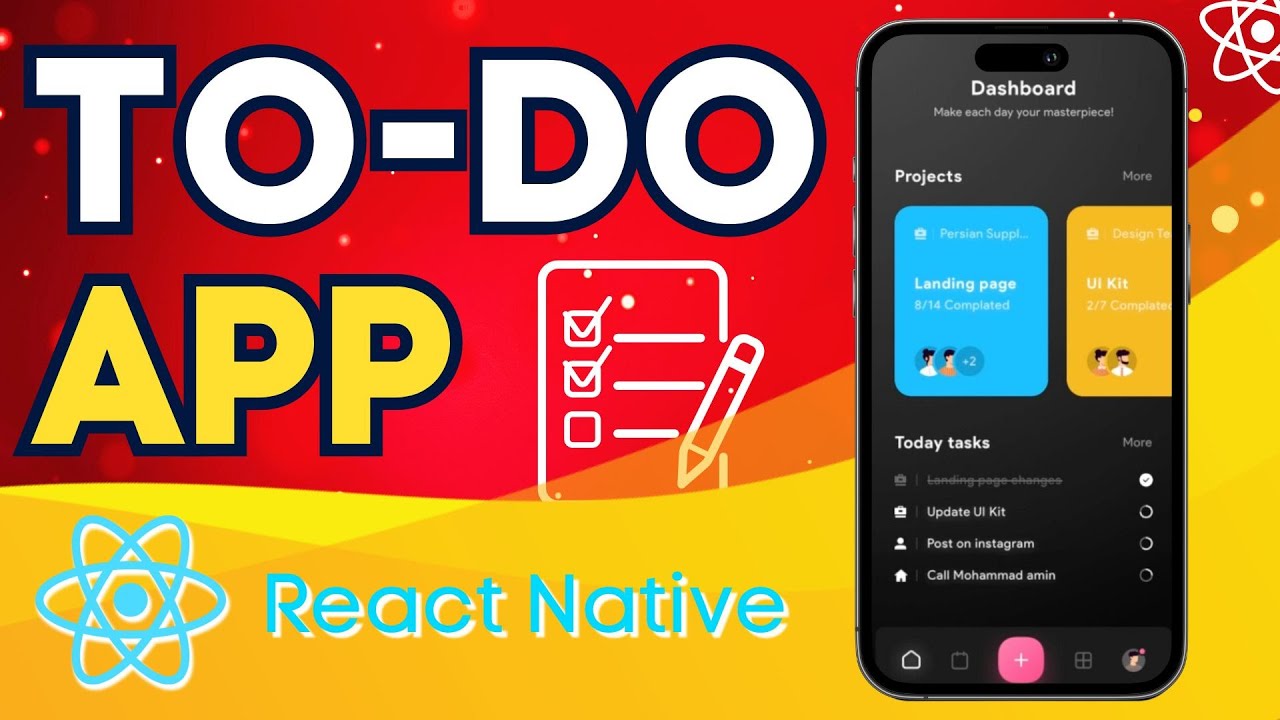 TO-DO
APP
React Native
Dashboard
Make each day your masterpiece!
Projects
More
Persian Suppl...
Landing page
8/14 Complated
+2
Design Te
UI Kit
2/7 Complated
Today tasks
More
Landing page changes
Update UI Kit
Post on instagram
Call Mohammad amin